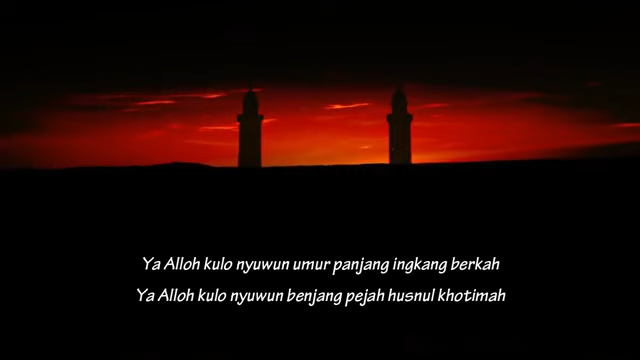 Ya Alloh kulo nyuwun umur panjang ingkang berkah
Ya Alloh kulo nyuwun benjang pejah husnul khotimah